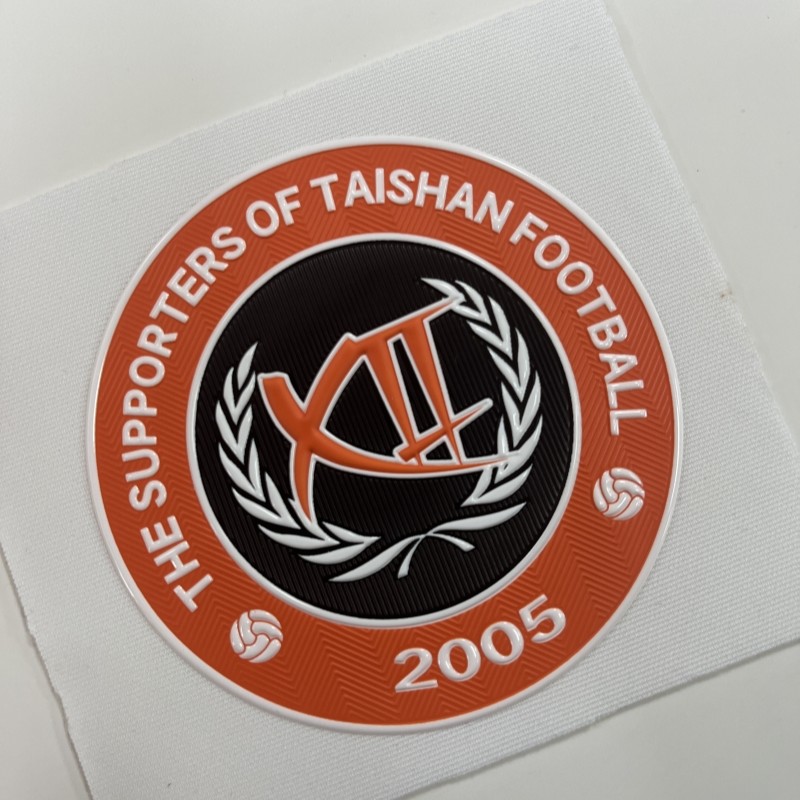 THE SUPPORTERS OF TAISHAN FOOTBALL
XII
2005